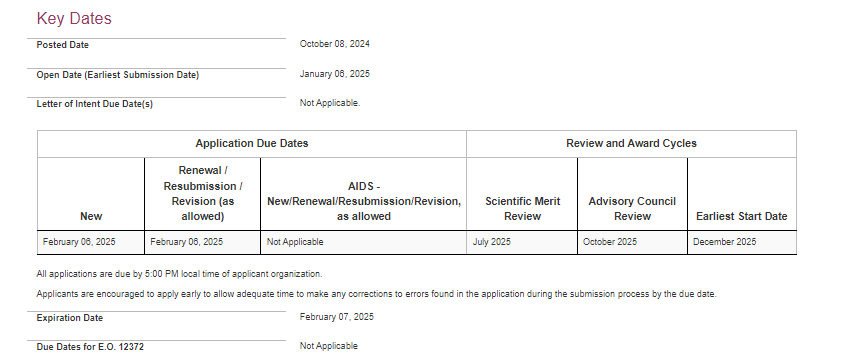 Key Dates
Posted Date October 08, 2024
Open Date (Earliest Submission Date) January 06, 2025
Letter of Intent Due Date(s) Not Applicable.
Application Due Dates Review and Award Cycles
New
Renewal /
Resubmission /
Revision (as
allowed)
AIDS -
New/Renewal/Resubmission/Revision,
as allowed
Scientific Merit
Review
Advisory Council
Review
Earliest Start Date
February 06, 2025 February 06, 2025 Not Applicable July 2025 October 2025 December 2025
All applications are due by 5:00 PM local time of applicant organization.
Applicants are encouraged to apply early to allow adequate time to make any corrections to errors found in the application during the submission process by the due date.
Expiration Date February 07, 2025
Due Dates for E.O. 12372 Not Applicable